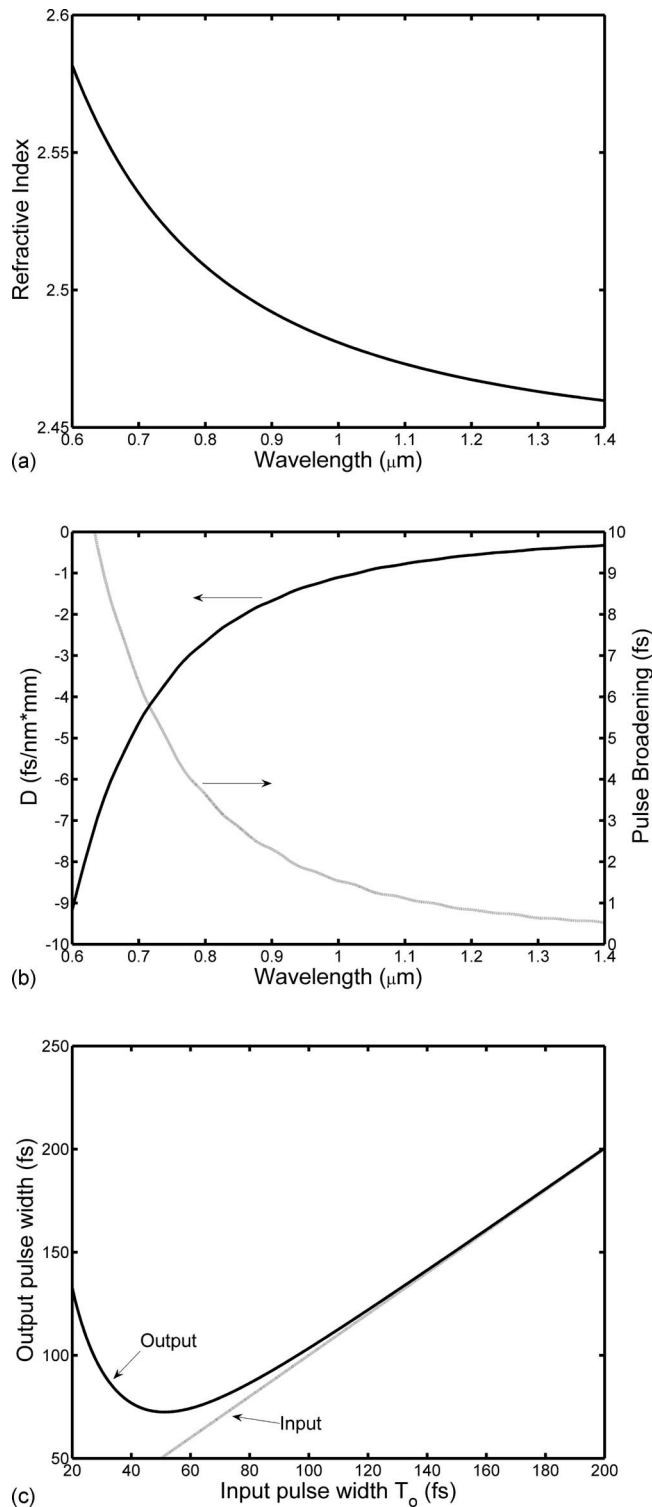 2.6
2.55
2.5
2.45
Refractive Index
0.6 0.7 0.8 0.9 1 1.1 1.2 1.3 1.4
Wavelength (μm)
(a)
0
-1
-2
-3
-4
-5
-6
-7
-8
-9
-10
D (fs/nm*mm)
10
9
8
7
6
5
4
3
2
1
0
Pulse Broadening (fs)
0.6 0.7 0.8 0.9 1 1.1 1.2 1.3 1.4
Wavelength (μm)
(b)
250
200
150
100
50
Output pulse width (fs)
Output
Input
20 40 60 80 100 120 140 160 180 200
Input pulse width T_o (fs)
(c)